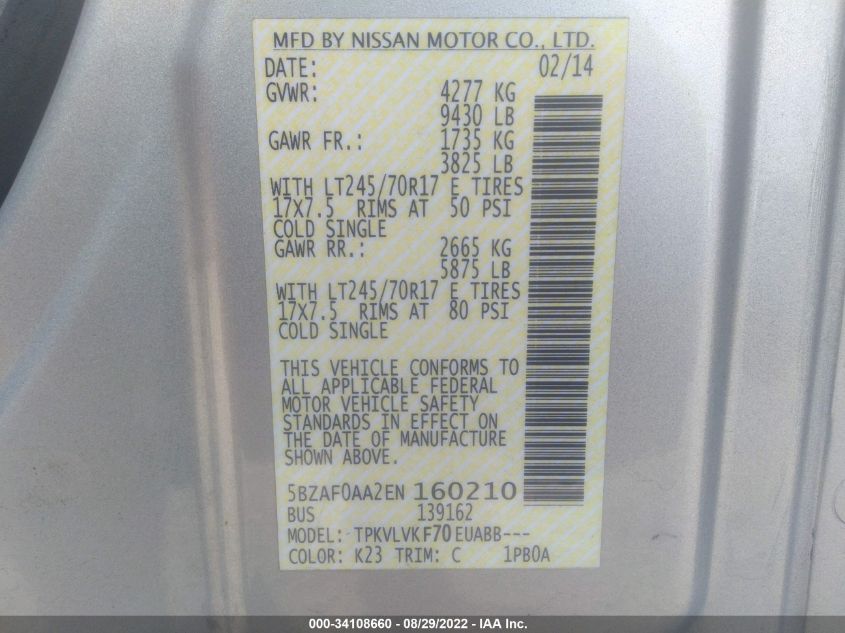 MFD BY NISSAN MOTOR CO., LTD.
DATE: 02/14
GVWR: 4277 KG
9430 LB
GAWR FR.: 1735 KG
3825 LB
WITH LT245/70R17 E TIRES
17X7.5 RIMS AT 50 PSI
COLD SINGLE
GAWR RR.: 2665 KG
5875 LB
WITH LT245/70R17 E TIRES
17X7.5 RIMS AT 80 PSI
COLD SINGLE
THIS VEHICLE CONFORMS TO
ALL APPLICABLE FEDERAL
MOTOR VEHICLE SAFETY
STANDARDS IN EFFECT ON
THE DATE OF MANUFACTURE
SHOWN ABOVE.
5BZAF0AA2EN 160210
BUS 139162
MODEL: TPKVLVKF70EUABB---
COLOR: K23 TRIM: C 1PB0A
000-34108660 - 08/29/2022 - IAA Inc.